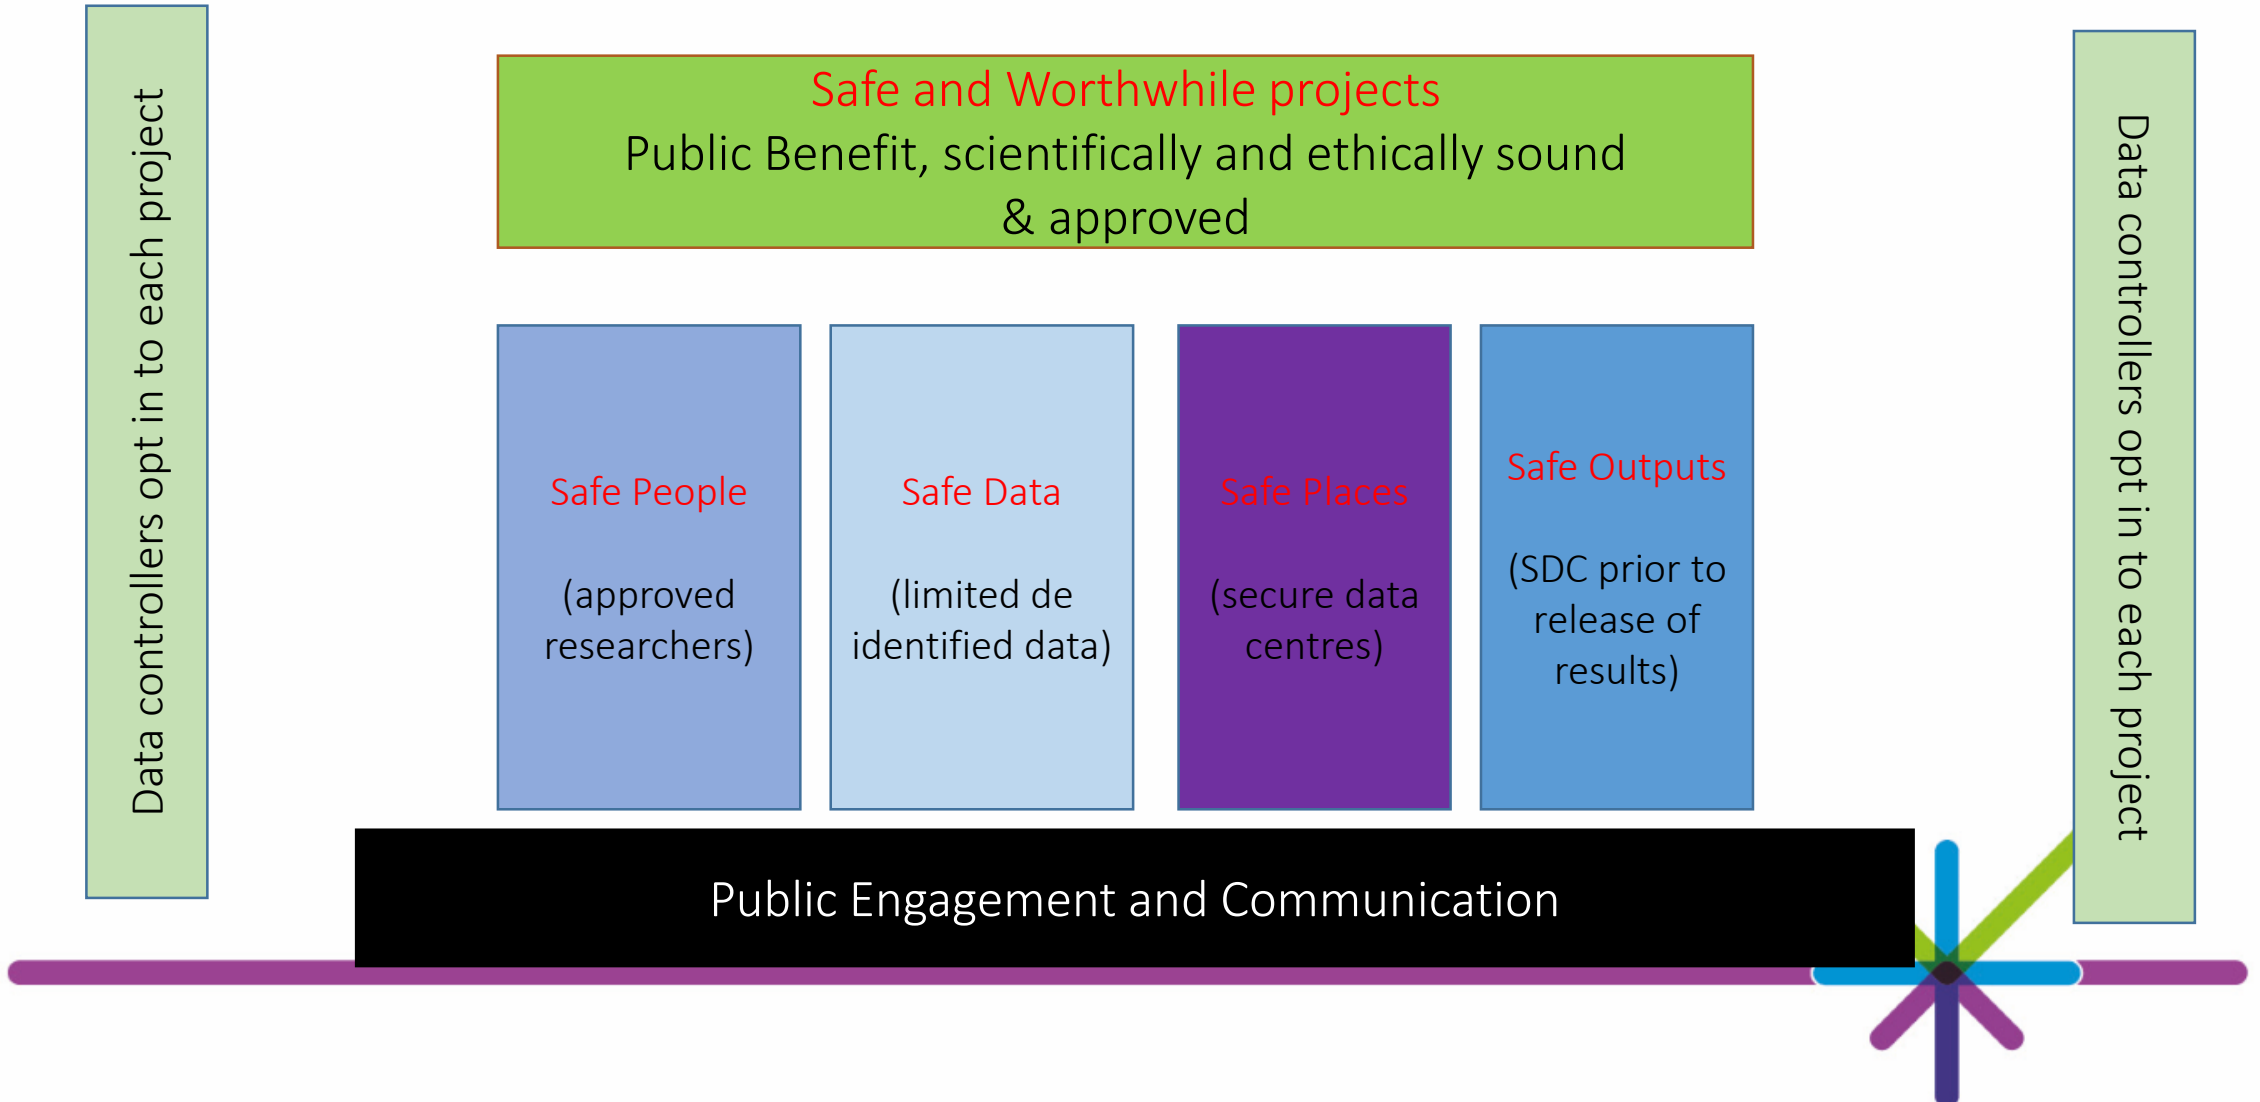 Data controllers opt in to each project
Safe and Worthwhile projects
Public Benefit, scientifically and ethically sound
& approved
Safe People
(approved
researchers)
Safe Data
(limited de
identified data)
Safe Places
(secure data
centres)
Safe Outputs
(SDC prior to
release of
results)
Public Engagement and Communication
Data controllers opt in to each project